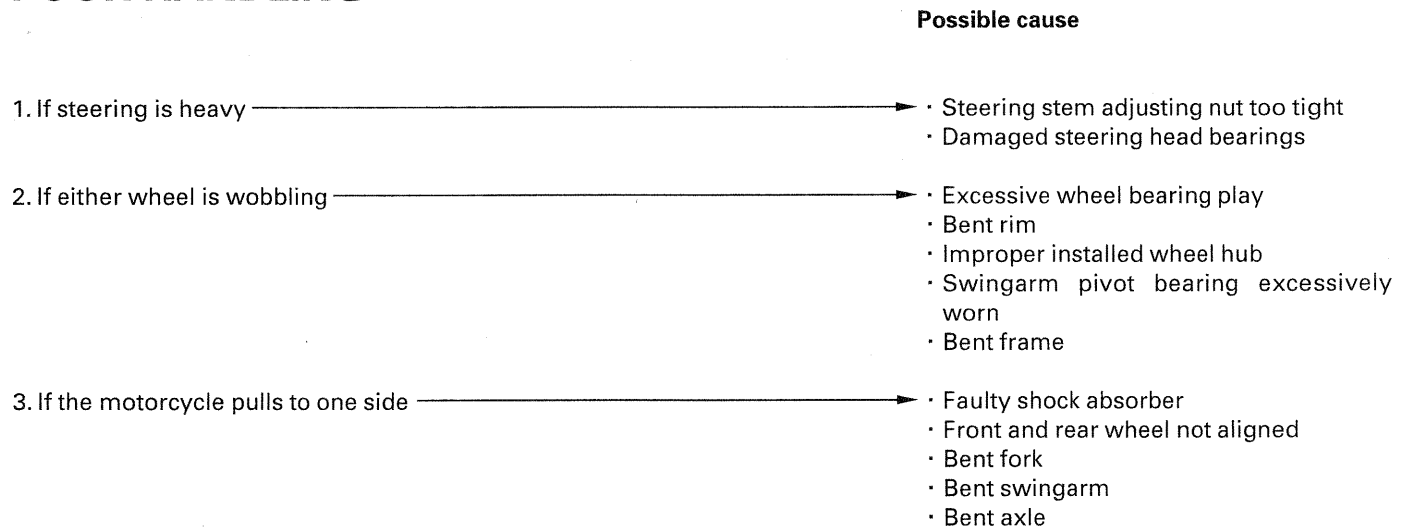 Possible cause
1. If steering is heavy
· Steering stem adjusting nut too tight
· Damaged steering head bearings
2. If either wheel is wobbling
· Excessive wheel bearing play
· Bent rim
· Improper installed wheel hub
· Swingarm pivot bearing excessively
worn
· Bent frame
3. If the motorcycle pulls to one side
· Faulty shock absorber
· Front and rear wheel not aligned
· Bent fork
· Bent swingarm
· Bent axle